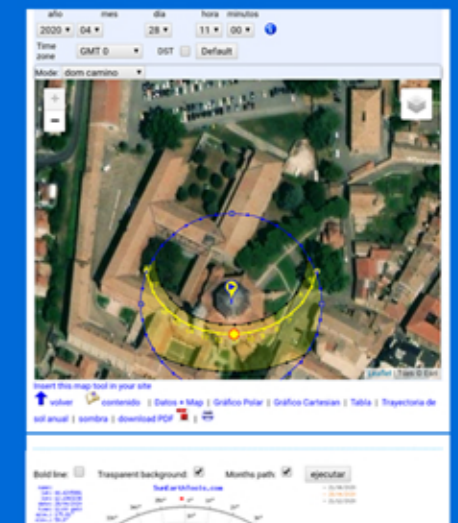 año mes dia hora minutos
2020 04 28 11 00
Time zone GMT 0 DST Default
Mode: dom camino
+
−
Leaflet
Insert this map tool in your site
volver contenido | Datos + Map | Gráfico Polar | Gráfico Cartesian | Tabla | Trayectoria de
sol anual | sombra | download PDF | |
Bold line: Trasparent background: Months path: ejecutar
SunEarthTools.com